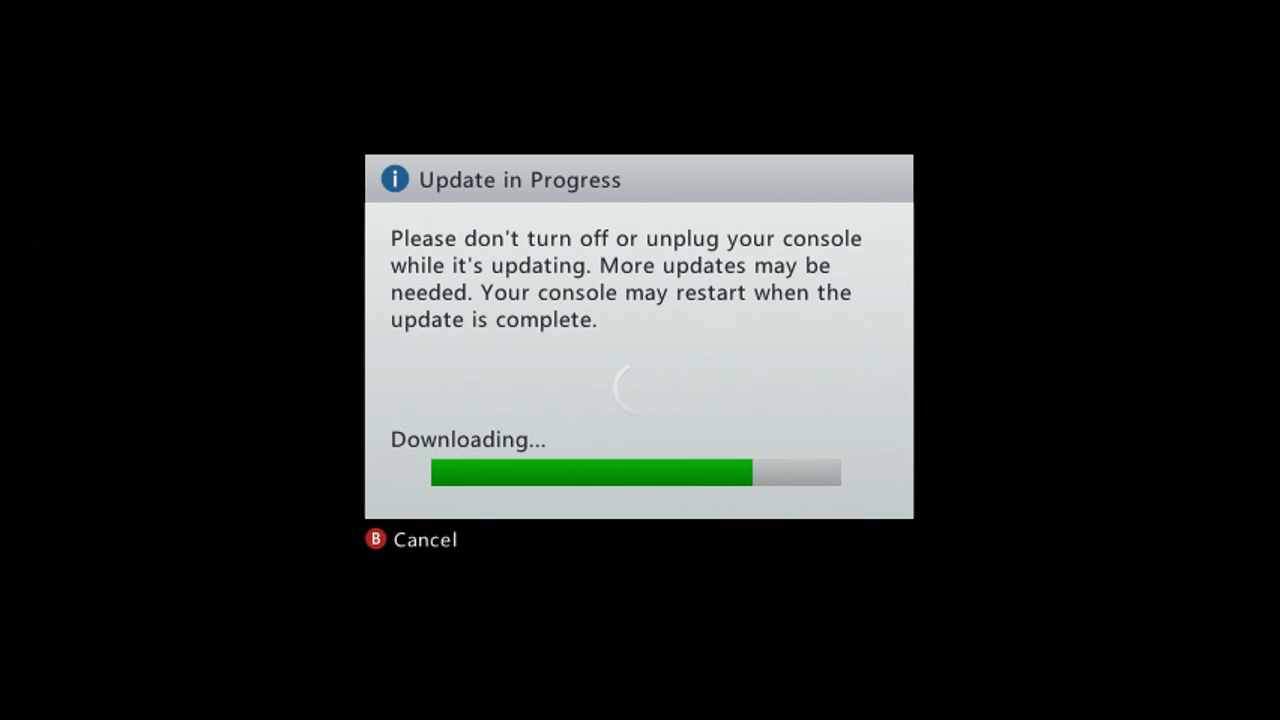 i Update in Progress
Please don't turn off or unplug your console
while it's updating. More updates may be
needed. Your console may restart when the
update is complete.
Downloading...
B Cancel